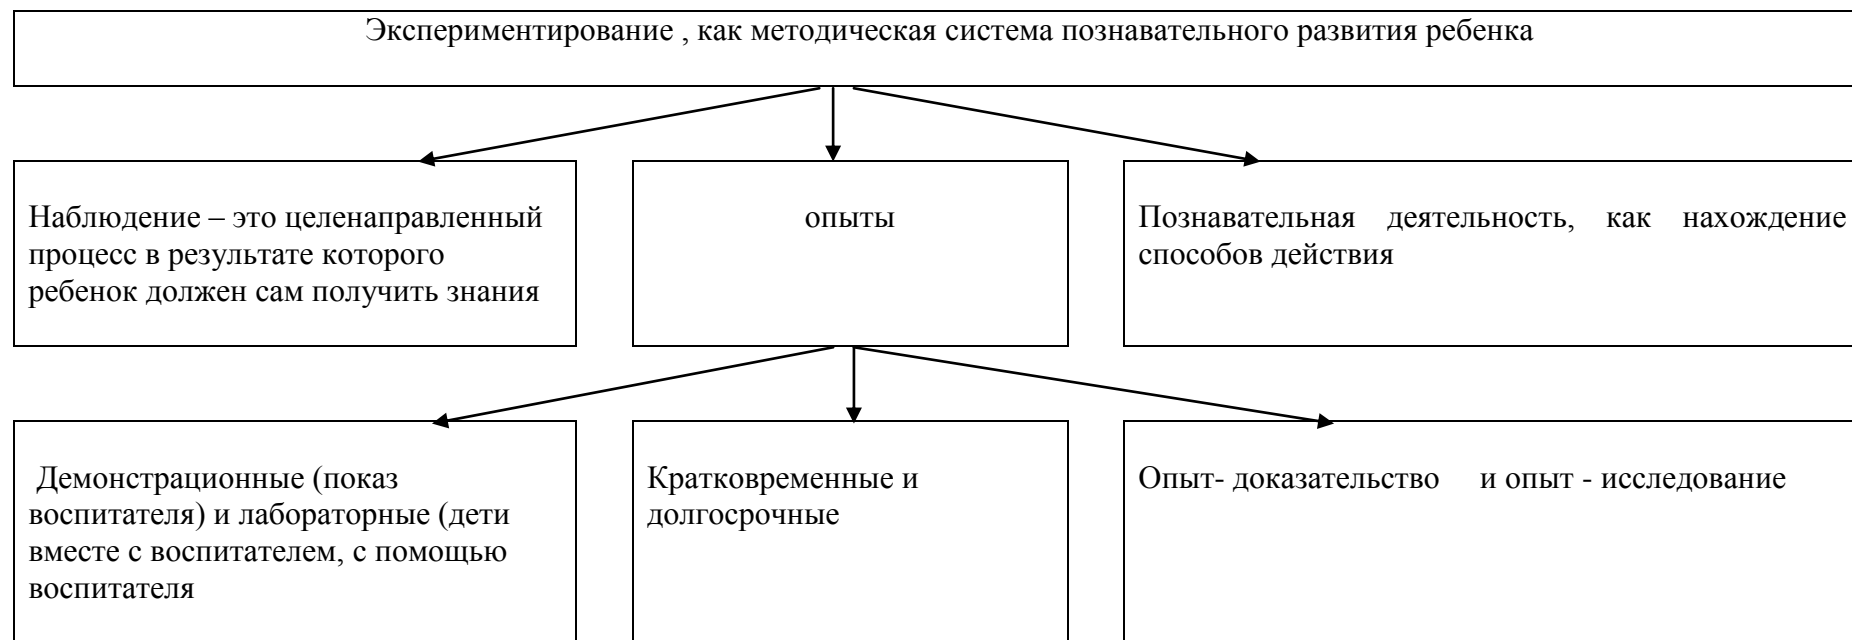 Экспериментирование , как методическая система познавательного развития ребенка
Наблюдение – это целенаправленный
процесс в результате которого
ребенок должен сам получить знания
опыты
Познавательная деятельность, как нахождение
способов действия
Демонстрационные (показ
воспитателя) и лабораторные (дети
вместе с воспитателем, с помощью
воспитателя
Кратковременные и
долгосрочные
Опыт- доказательство и опыт - исследование